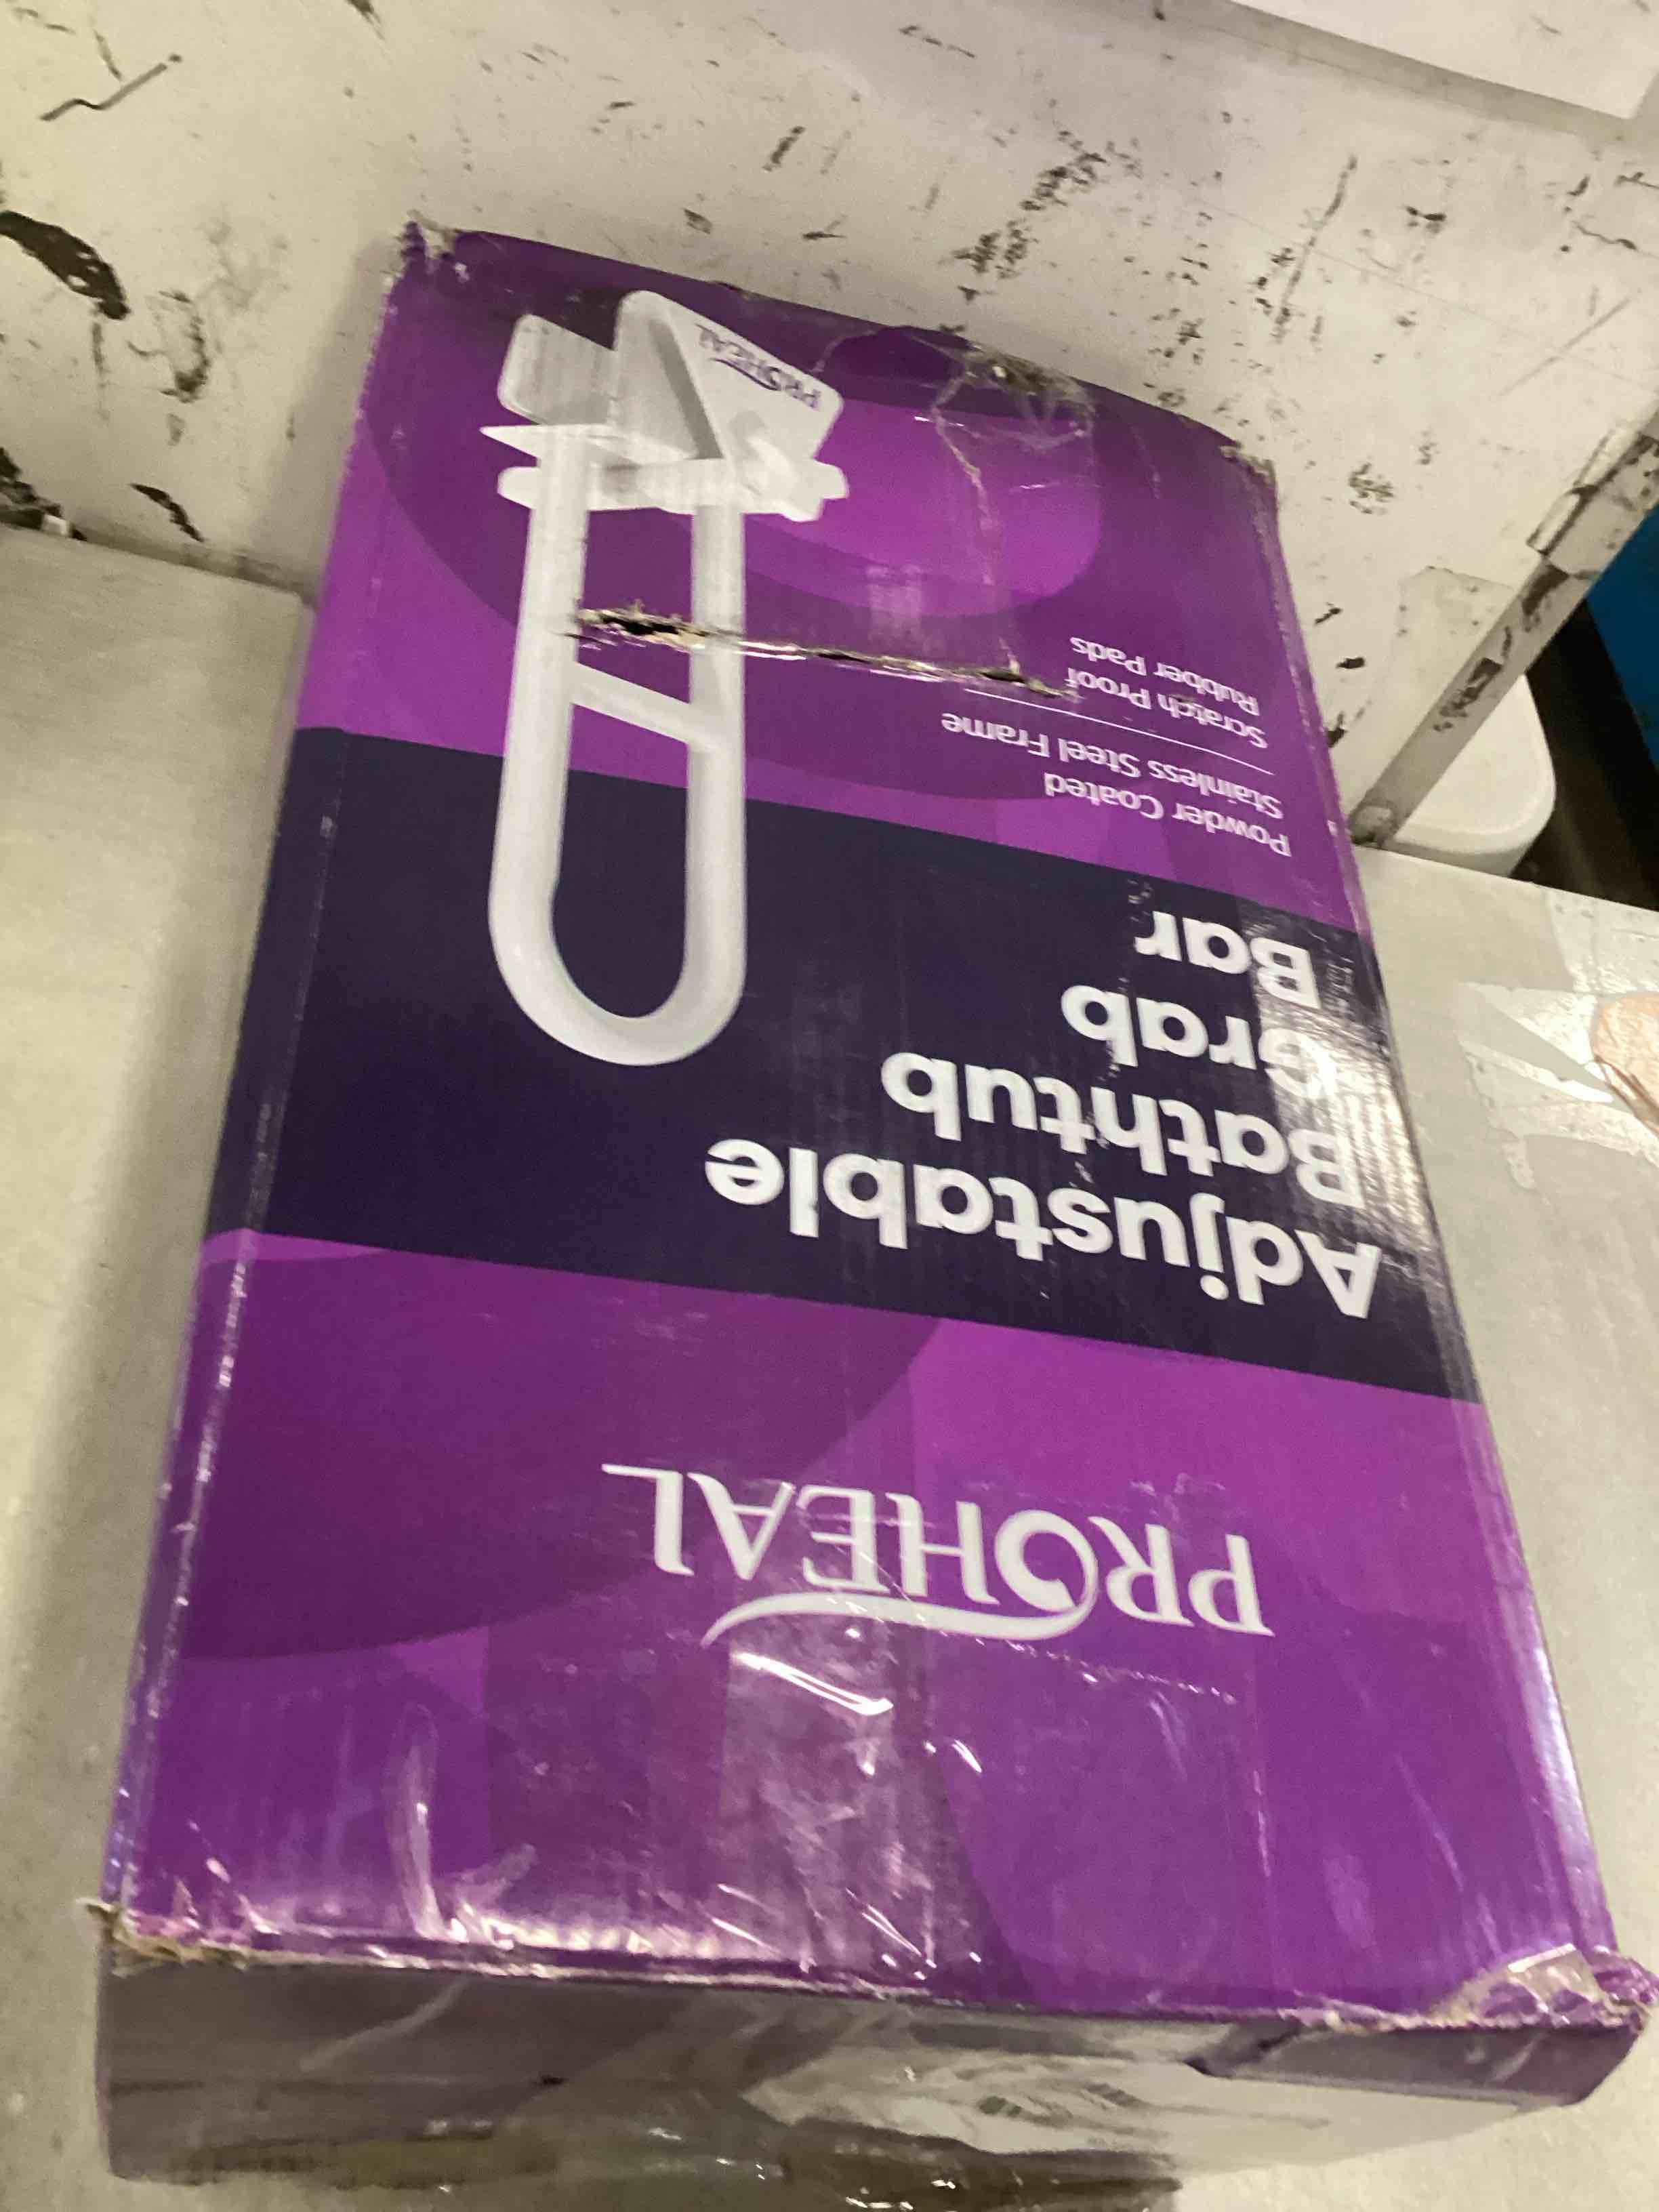 PROHEAL
Adjustable
Bathtub
Grab
Bar
Powder Coated
Stainless Steel Frame
Scratch Proof
Rubber Pads
PROHEAL